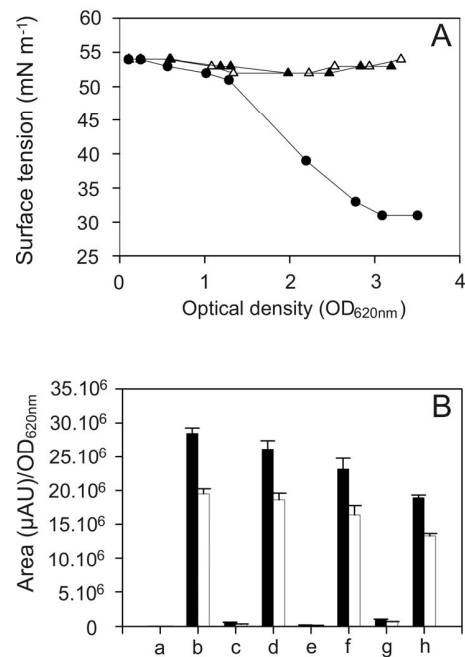 A
Surface tension (mN m-1)
60
55
50
45
40
35
30
25
0 1 2 3 4
Optical density (OD620nm)
B
Area (µAU)/OD620nm
35.10⁶
30.10⁶
25.10⁶
20.10⁶
15.10⁶
10.10⁶
5.10⁶
0
a b c d e f g h